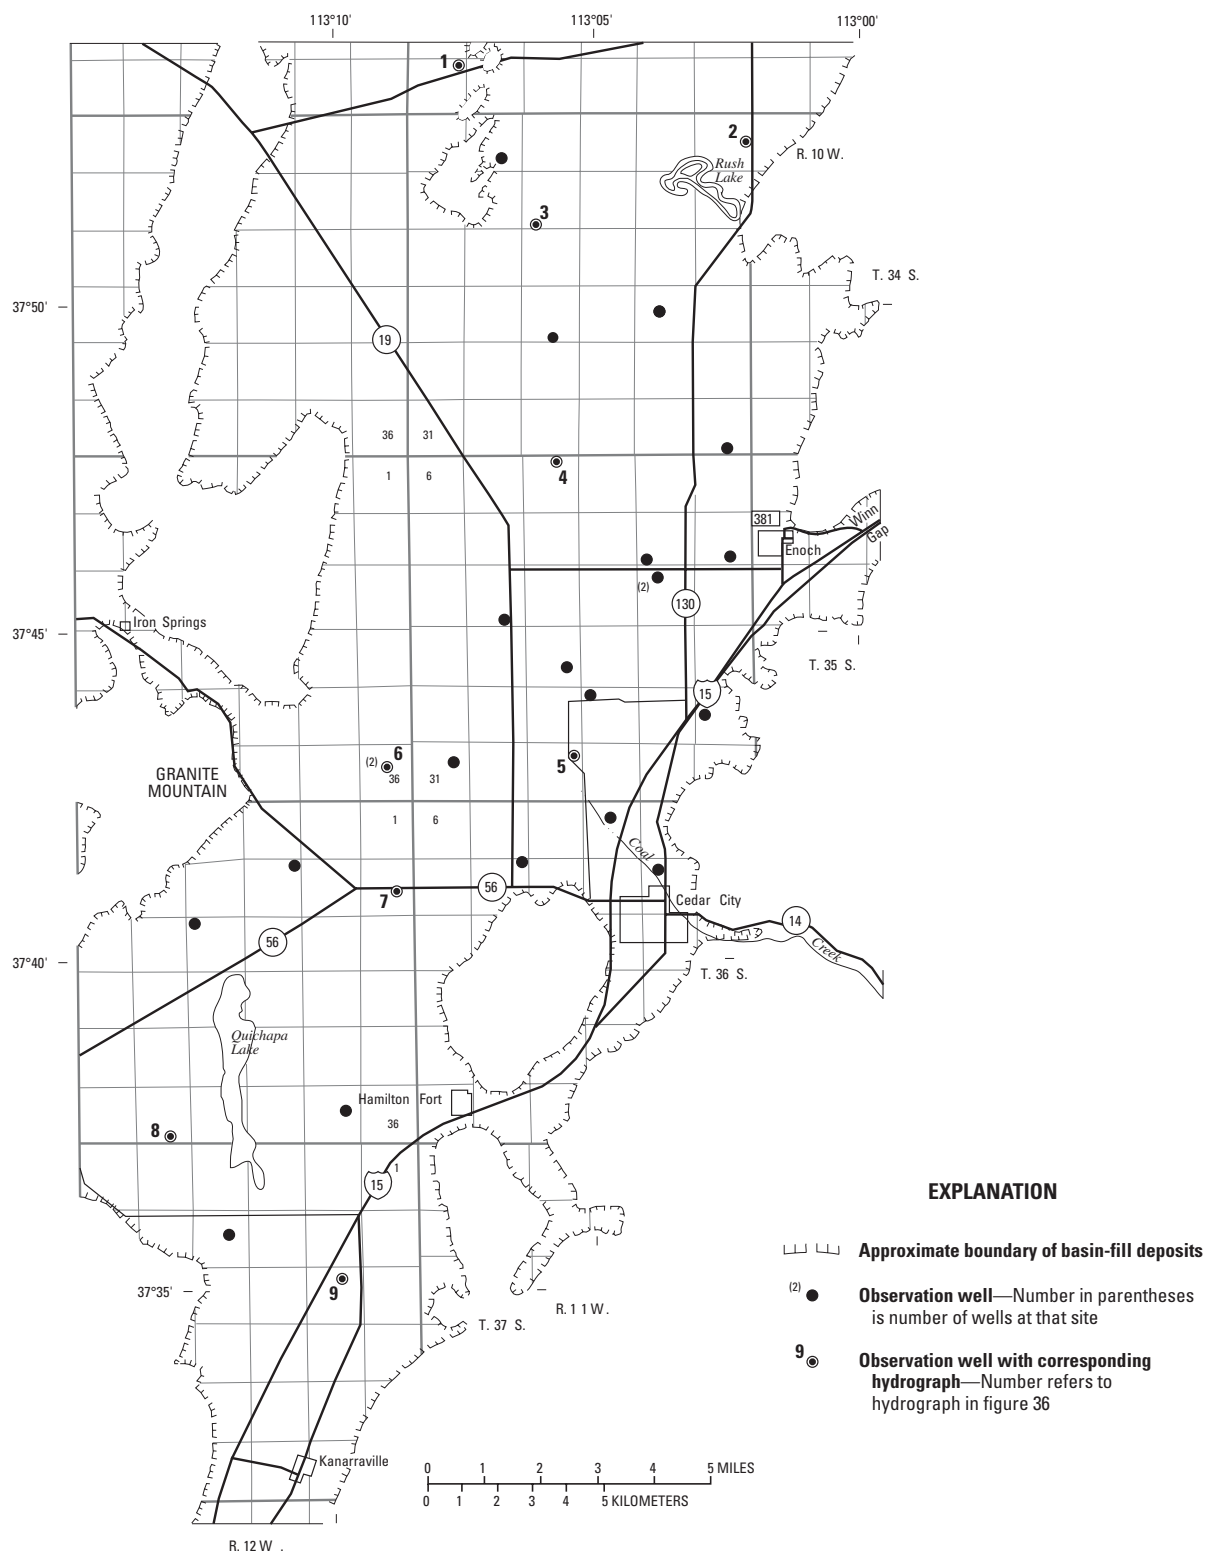 113°10' 113°05' 113°00'
1
2
R. 10 W.
Rush
Lake
3
T. 34 S.
37°50'
19
36 31
4
1 6
381
Winn
Gap
Enoch
(2)
130
Iron Springs
37°45'
T. 35 S.
15
6
(2)
5
36 31
GRANITE
MOUNTAIN
1 6
Coal
7
56
Cedar City
14
56
Creek
37°40'
T. 36 S.
Quichapa
Lake
Hamilton Fort
36
8
1
15
EXPLANATION
Approximate boundary of basin-fill deposits
37°35'
9
(2) Observation well—Number in parentheses
is number of wells at that site
R. 1 1 W.
T. 37 S.
9 Observation well with corresponding
hydrograph—Number refers to
hydrograph in figure 36
Kanarraville
0 1 2 3 4 5 MILES
0 1 2 3 4 5 KILOMETERS
R. 12 W .